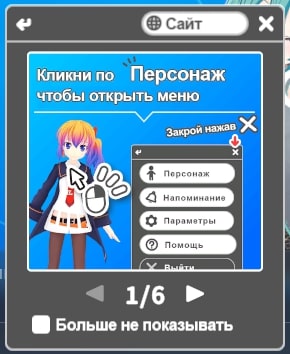 Сайт
Кликни по Персонаж
чтобы открыть меню
Закрой нажав
Персонаж
Напоминание
Параметры
Помощь
Выйти
1/6
Больше не показывать